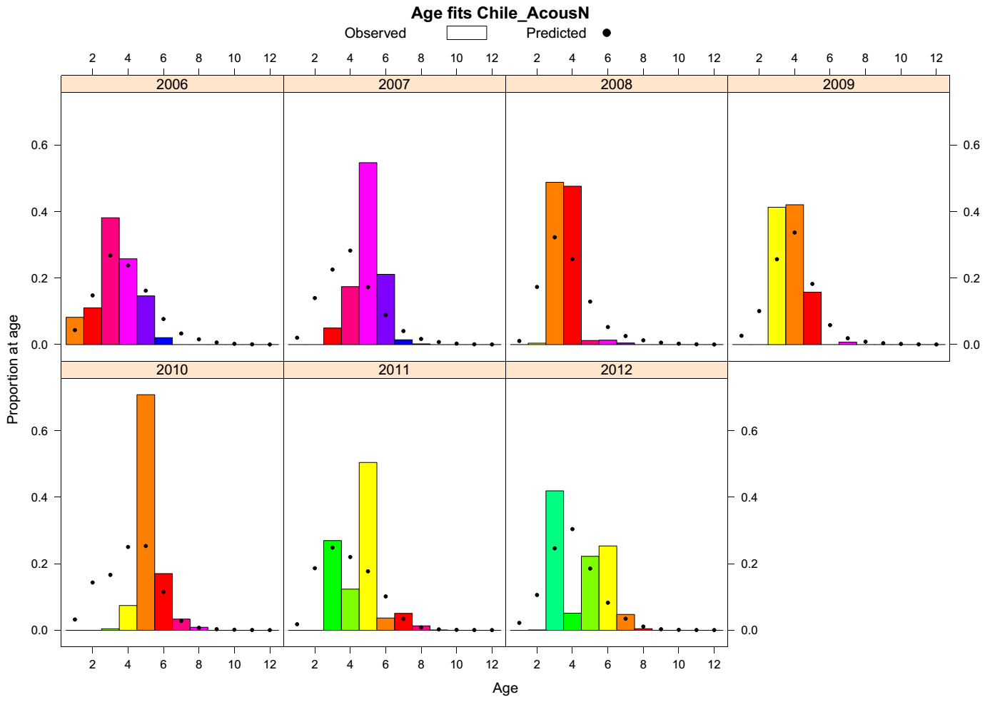 Age fits Chile_AcousN
Observed Predicted
2 4 6 8 10 12 2 4 6 8 10 12 2 4 6 8 10 12 2 4 6 8 10 12
2006 2007 2008 2009
0.6 0.6
0.4 0.4
0.2 0.2
0.0 0.0
Proportion at age
2010 2011 2012
0.6 0.6
0.4 0.4
0.2 0.2
0.0 0.0
2 4 6 8 10 12 2 4 6 8 10 12 2 4 6 8 10 12
Age